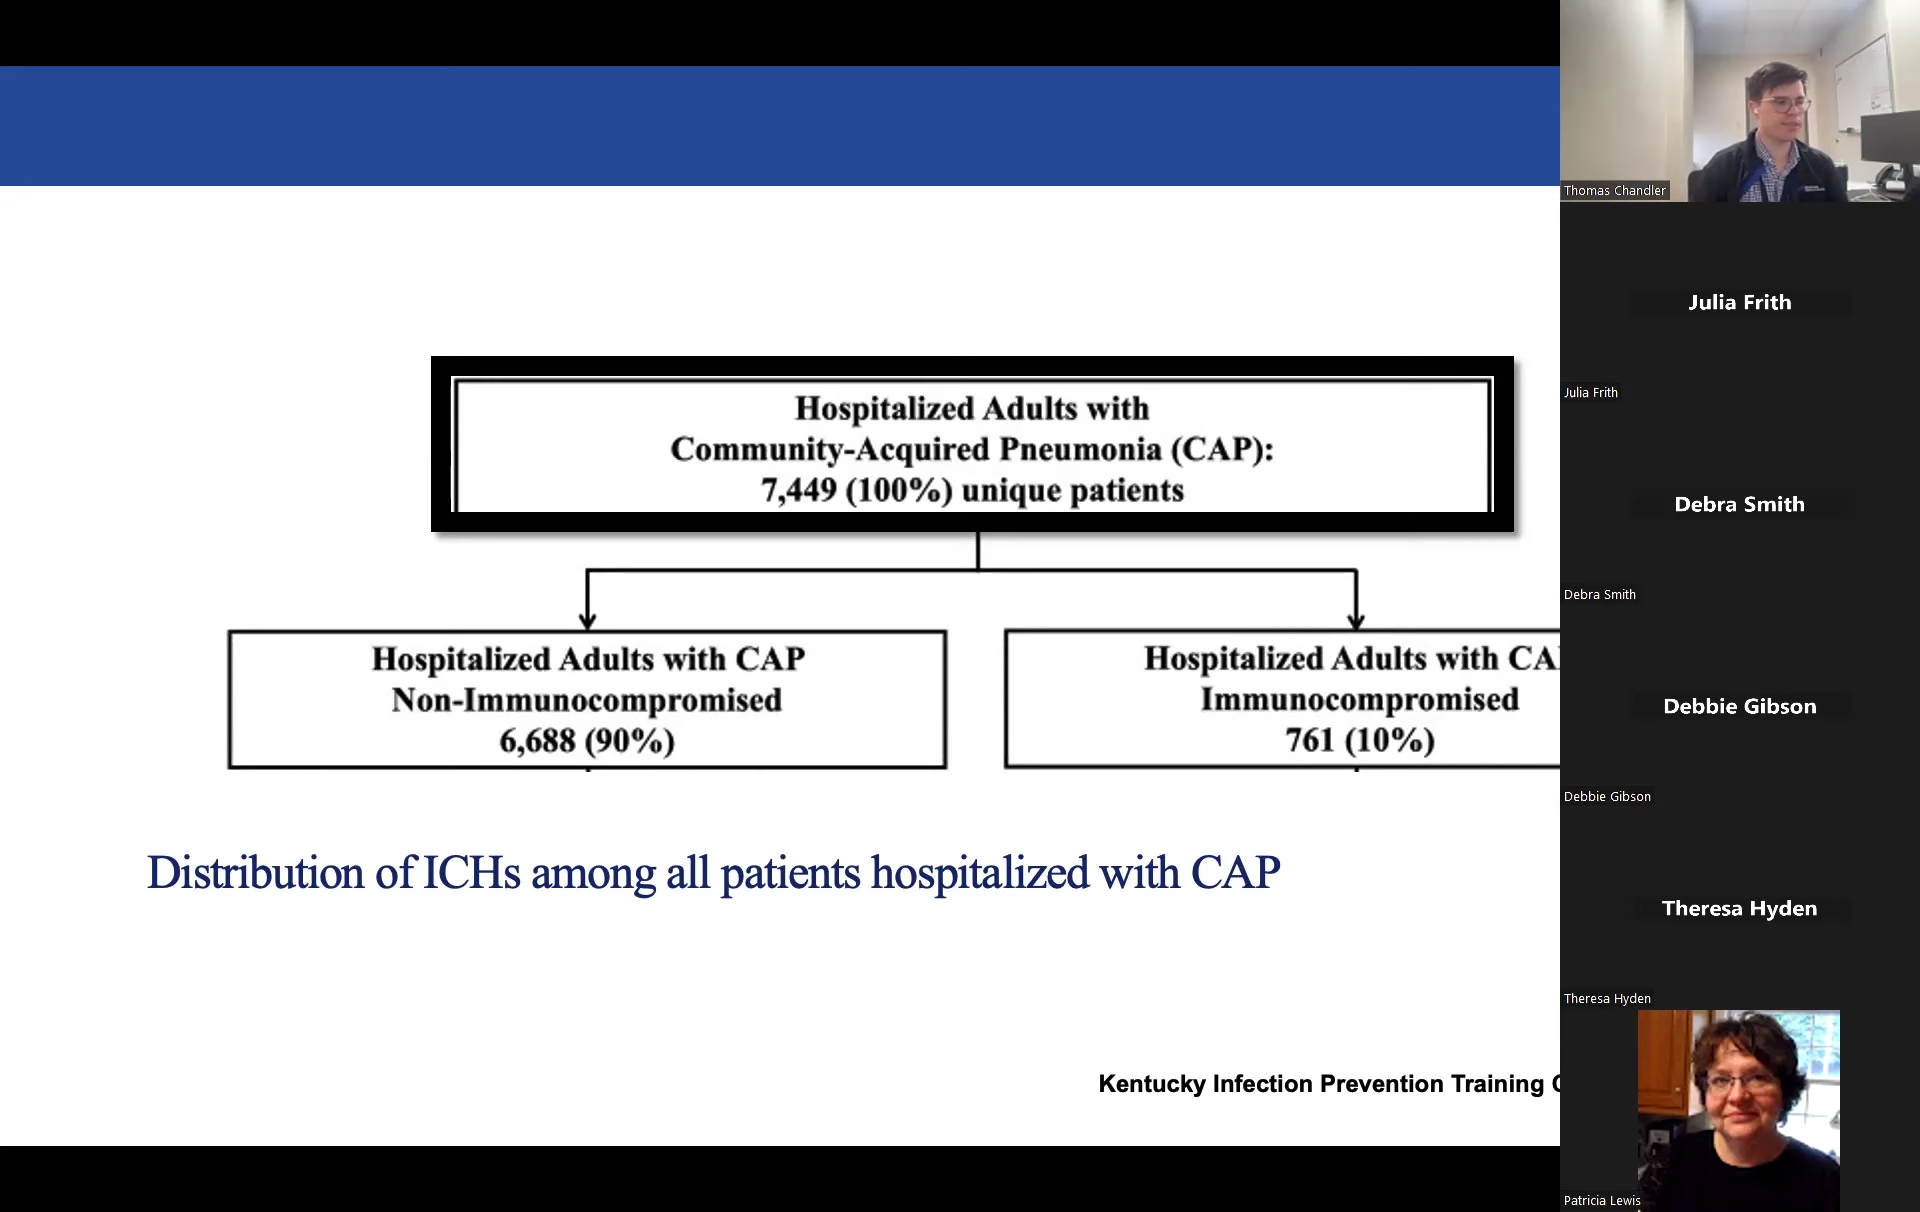 Hospitalized Adults with
Community-Acquired Pneumonia (CAP):
7,449 (100%) unique patients
Hospitalized Adults with CAP
Non-Immunocompromised
6,688 (90%)
Hospitalized Adults with CA
Immunocompromised
761 (10%)
Distribution of ICHs among all patients hospitalized with CAP
Kentucky Infection Prevention Training
Thomas Chandler
Julia Frith
Julia Frith
Debra Smith
Debra Smith
Debbie Gibson
Debbie Gibson
Theresa Hyden
Theresa Hyden
Patricia Lewis